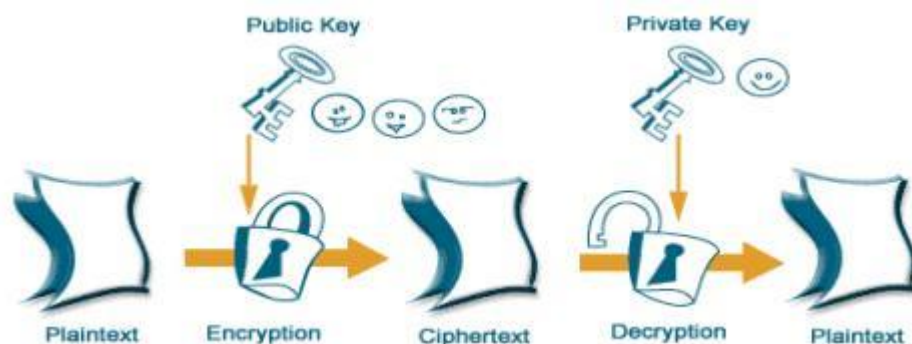 Public Key
Private Key
Plaintext
Encryption
Ciphertext
Decryption
Plaintext